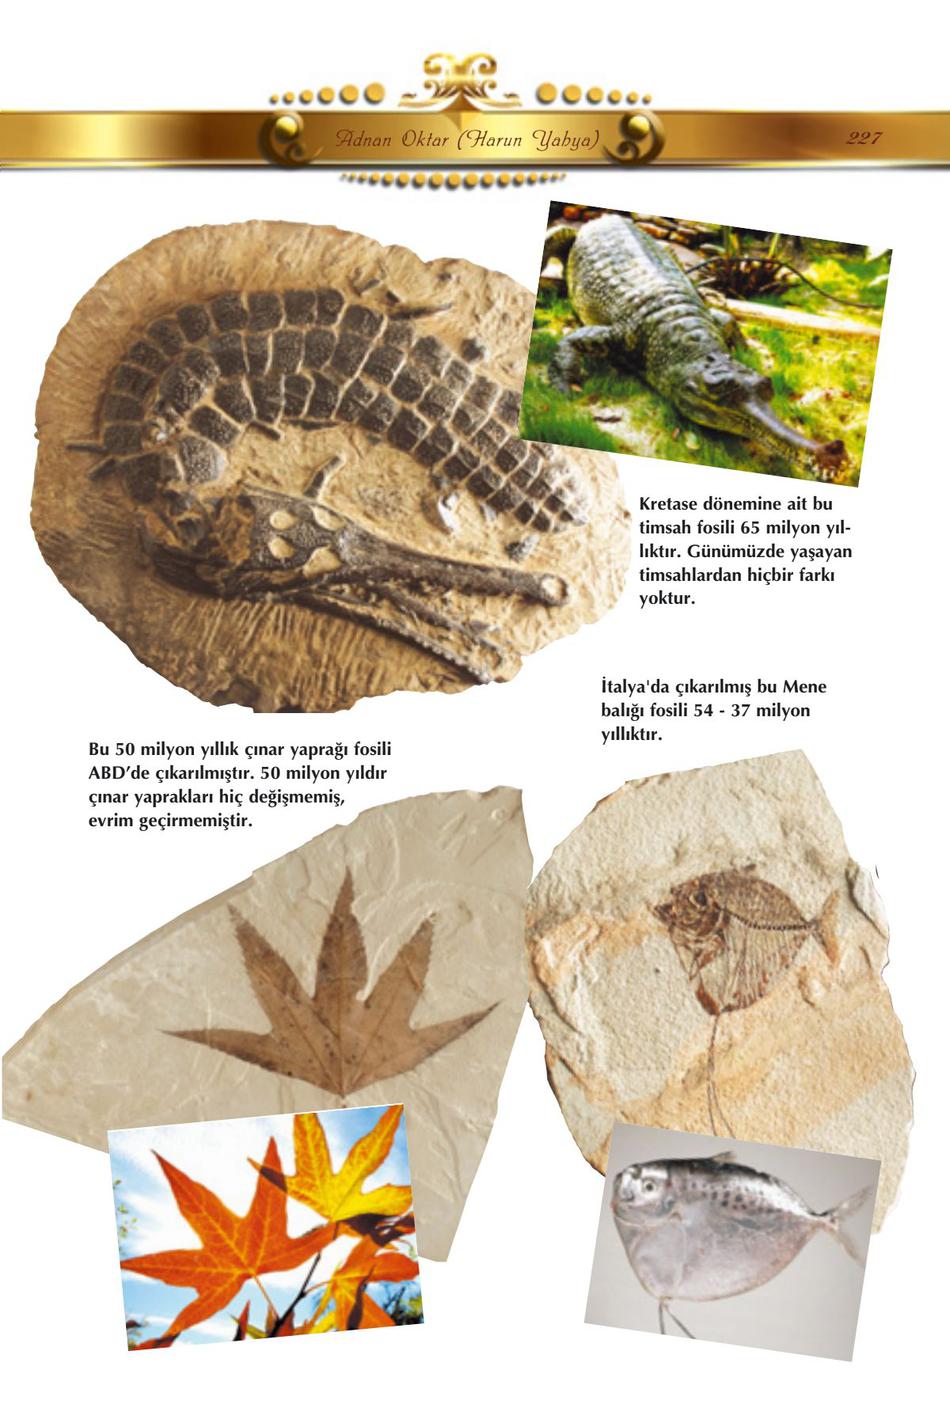 Adnan Oktar (Harun Yahya)
227
Kretase dönemine ait bu
timsah fosili 65 milyon yıl-
lıktır. Günümüzde yaşayan
timsahlardan hiçbir farkı
yoktur.
İtalya'da çıkarılmış bu Mene
balığı fosili 54 - 37 milyon
yıllıktır.
Bu 50 milyon yıllık çınar yaprağı fosili
ABD’de çıkarılmıştır. 50 milyon yıldır
çınar yaprakları hiç değişmemiş,
evrim geçirmemiştir.